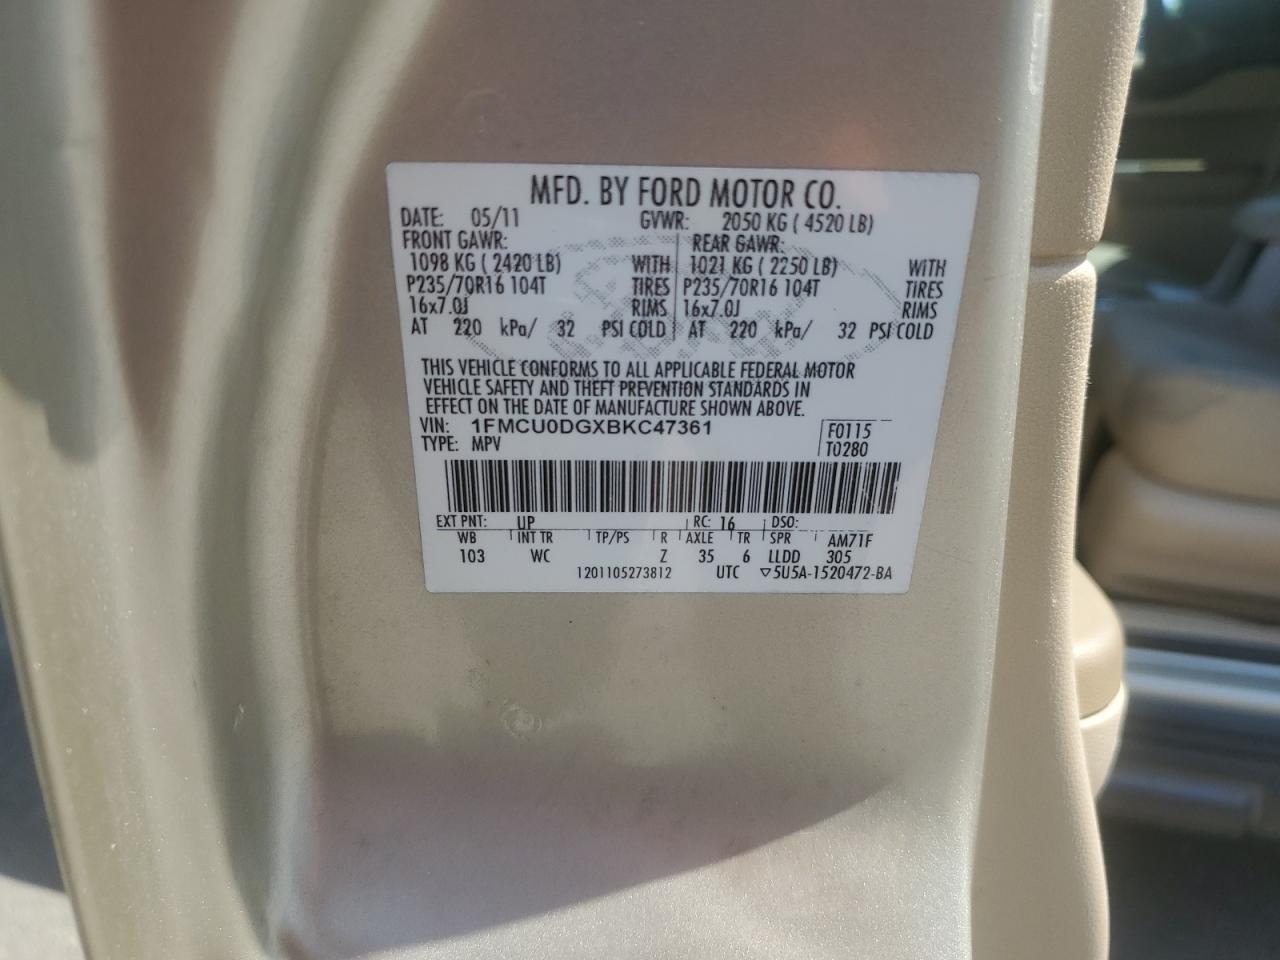 MFD. BY FORD MOTOR CO.
DATE: 05/11 GVWR: 2050 KG ( 4520 LB)
FRONT GAWR: REAR GAWR:
1098 KG ( 2420 LB) WITH 1021 KG ( 2250 LB) WITH
P235/70R16 104T TIRES P235/70R16 104T TIRES
16x7.0J RIMS 16x7.0J RIMS
AT 220 kPa/ 32 PSI COLD AT 220 kPa/ 32 PSI COLD
THIS VEHICLE CONFORMS TO ALL APPLICABLE FEDERAL MOTOR
VEHICLE SAFETY AND THEFT PREVENTION STANDARDS IN
EFFECT ON THE DATE OF MANUFACTURE SHOWN ABOVE.
VIN: 1FMCU0DGXBKC47361 F0115
TYPE: MPV T0280
EXT PNT: UP RC: 16 DSO:
WB INT TR TP/PS R AXLE TR SPR AM71F
103 WC Z 35 6 LLDD 305
1201105273812 UTC ▽5U5A-1520472-BA